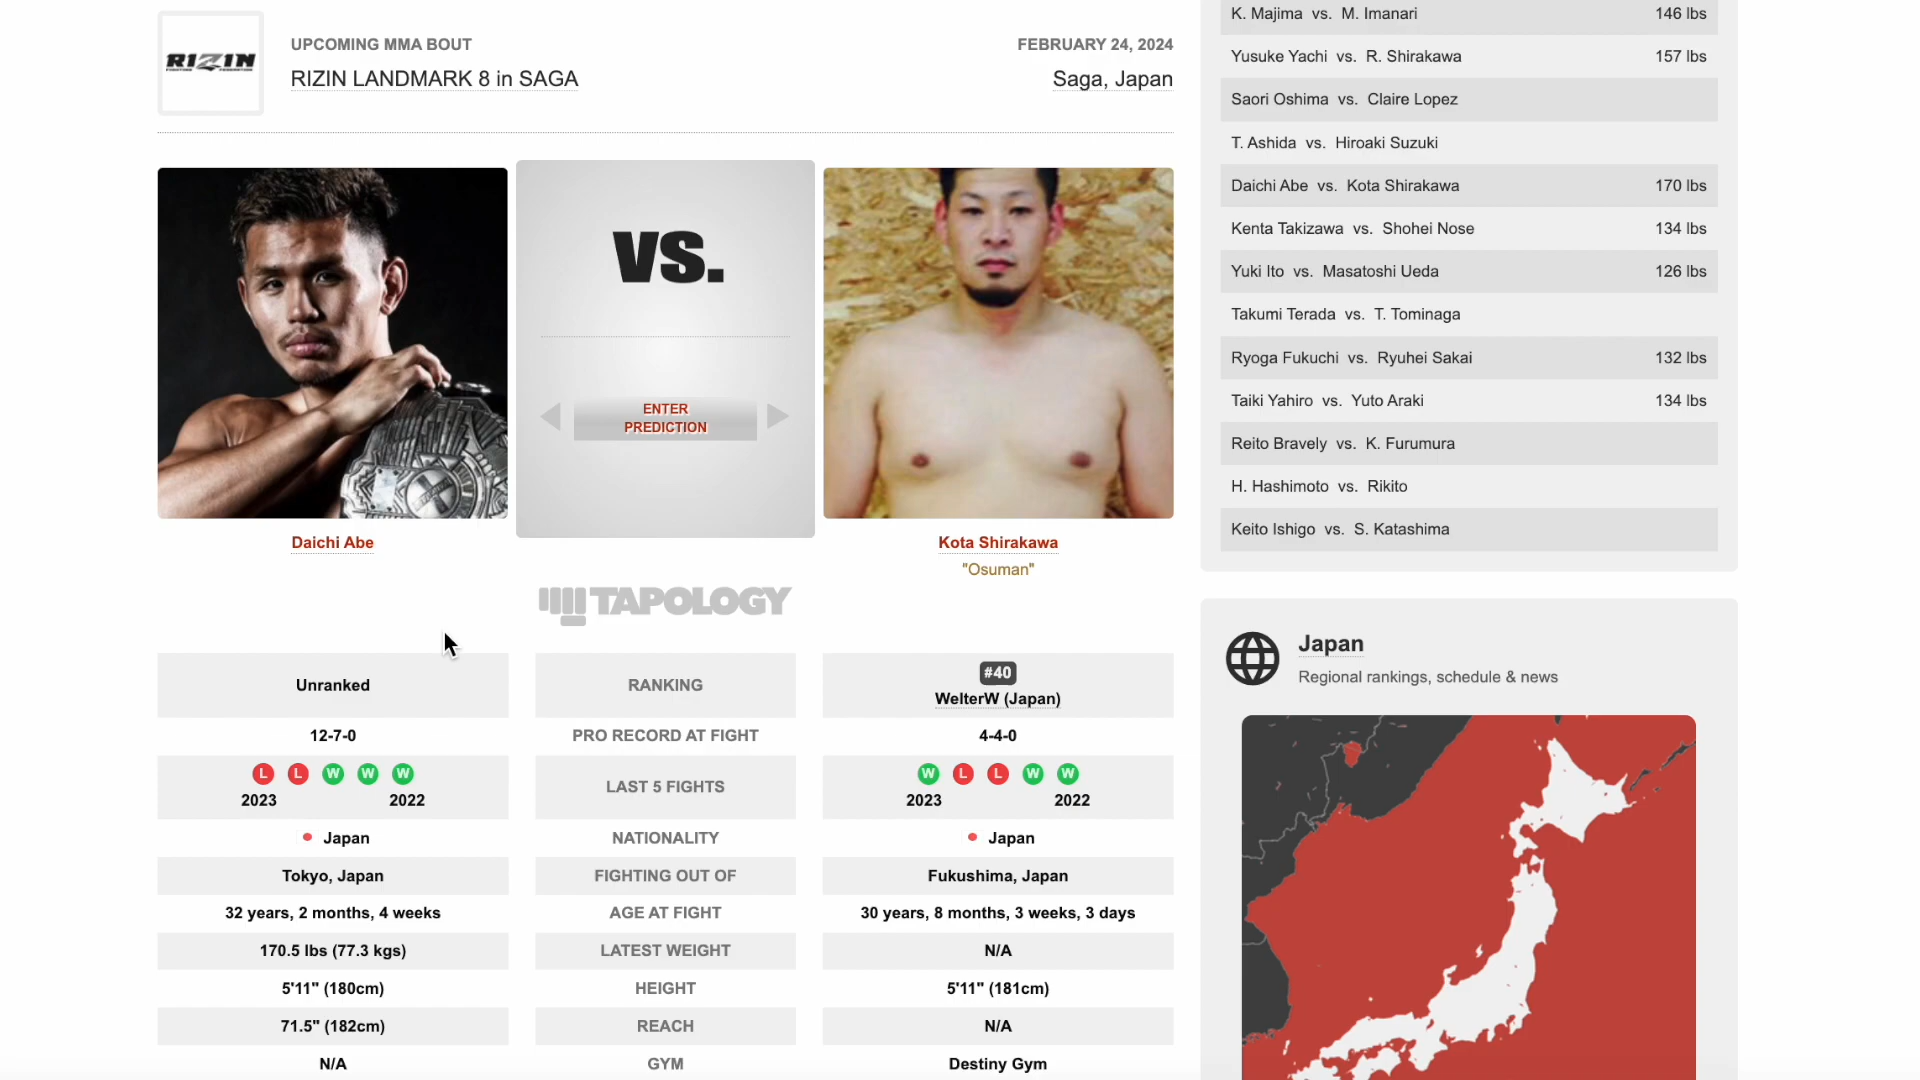 RIZIN
FIGHTING FEDERATION
UPCOMING MMA BOUT
FEBRUARY 24, 2024
RIZIN LANDMARK 8 in SAGA
Saga, Japan
VS.
ENTER
PREDICTION
Daichi Abe
Kota Shirakawa
"Osuman"
TAPOLOGY
Unranked
RANKING
#40
WelterW (Japan)
12-7-0
PRO RECORD AT FIGHT
4-4-0
L L W W W
2023 2022
LAST 5 FIGHTS
W L L W W
2023 2022
Japan
NATIONALITY
Japan
Tokyo, Japan
FIGHTING OUT OF
Fukushima, Japan
32 years, 2 months, 4 weeks
AGE AT FIGHT
30 years, 8 months, 3 weeks, 3 days
170.5 lbs (77.3 kgs)
LATEST WEIGHT
N/A
5'11" (180cm)
HEIGHT
5'11" (181cm)
71.5" (182cm)
REACH
N/A
N/A
GYM
Destiny Gym
K. Majima vs. M. Imanari 146 lbs
Yusuke Yachi vs. R. Shirakawa 157 lbs
Saori Oshima vs. Claire Lopez
T. Ashida vs. Hiroaki Suzuki
Daichi Abe vs. Kota Shirakawa 170 lbs
Kenta Takizawa vs. Shohei Nose 134 lbs
Yuki Ito vs. Masatoshi Ueda 126 lbs
Takumi Terada vs. T. Tominaga
Ryoga Fukuchi vs. Ryuhei Sakai 132 lbs
Taiki Yahiro vs. Yuto Araki 134 lbs
Reito Bravely vs. K. Furumura
H. Hashimoto vs. Rikito
Keito Ishigo vs. S. Katashima
Japan
Regional rankings, schedule & news